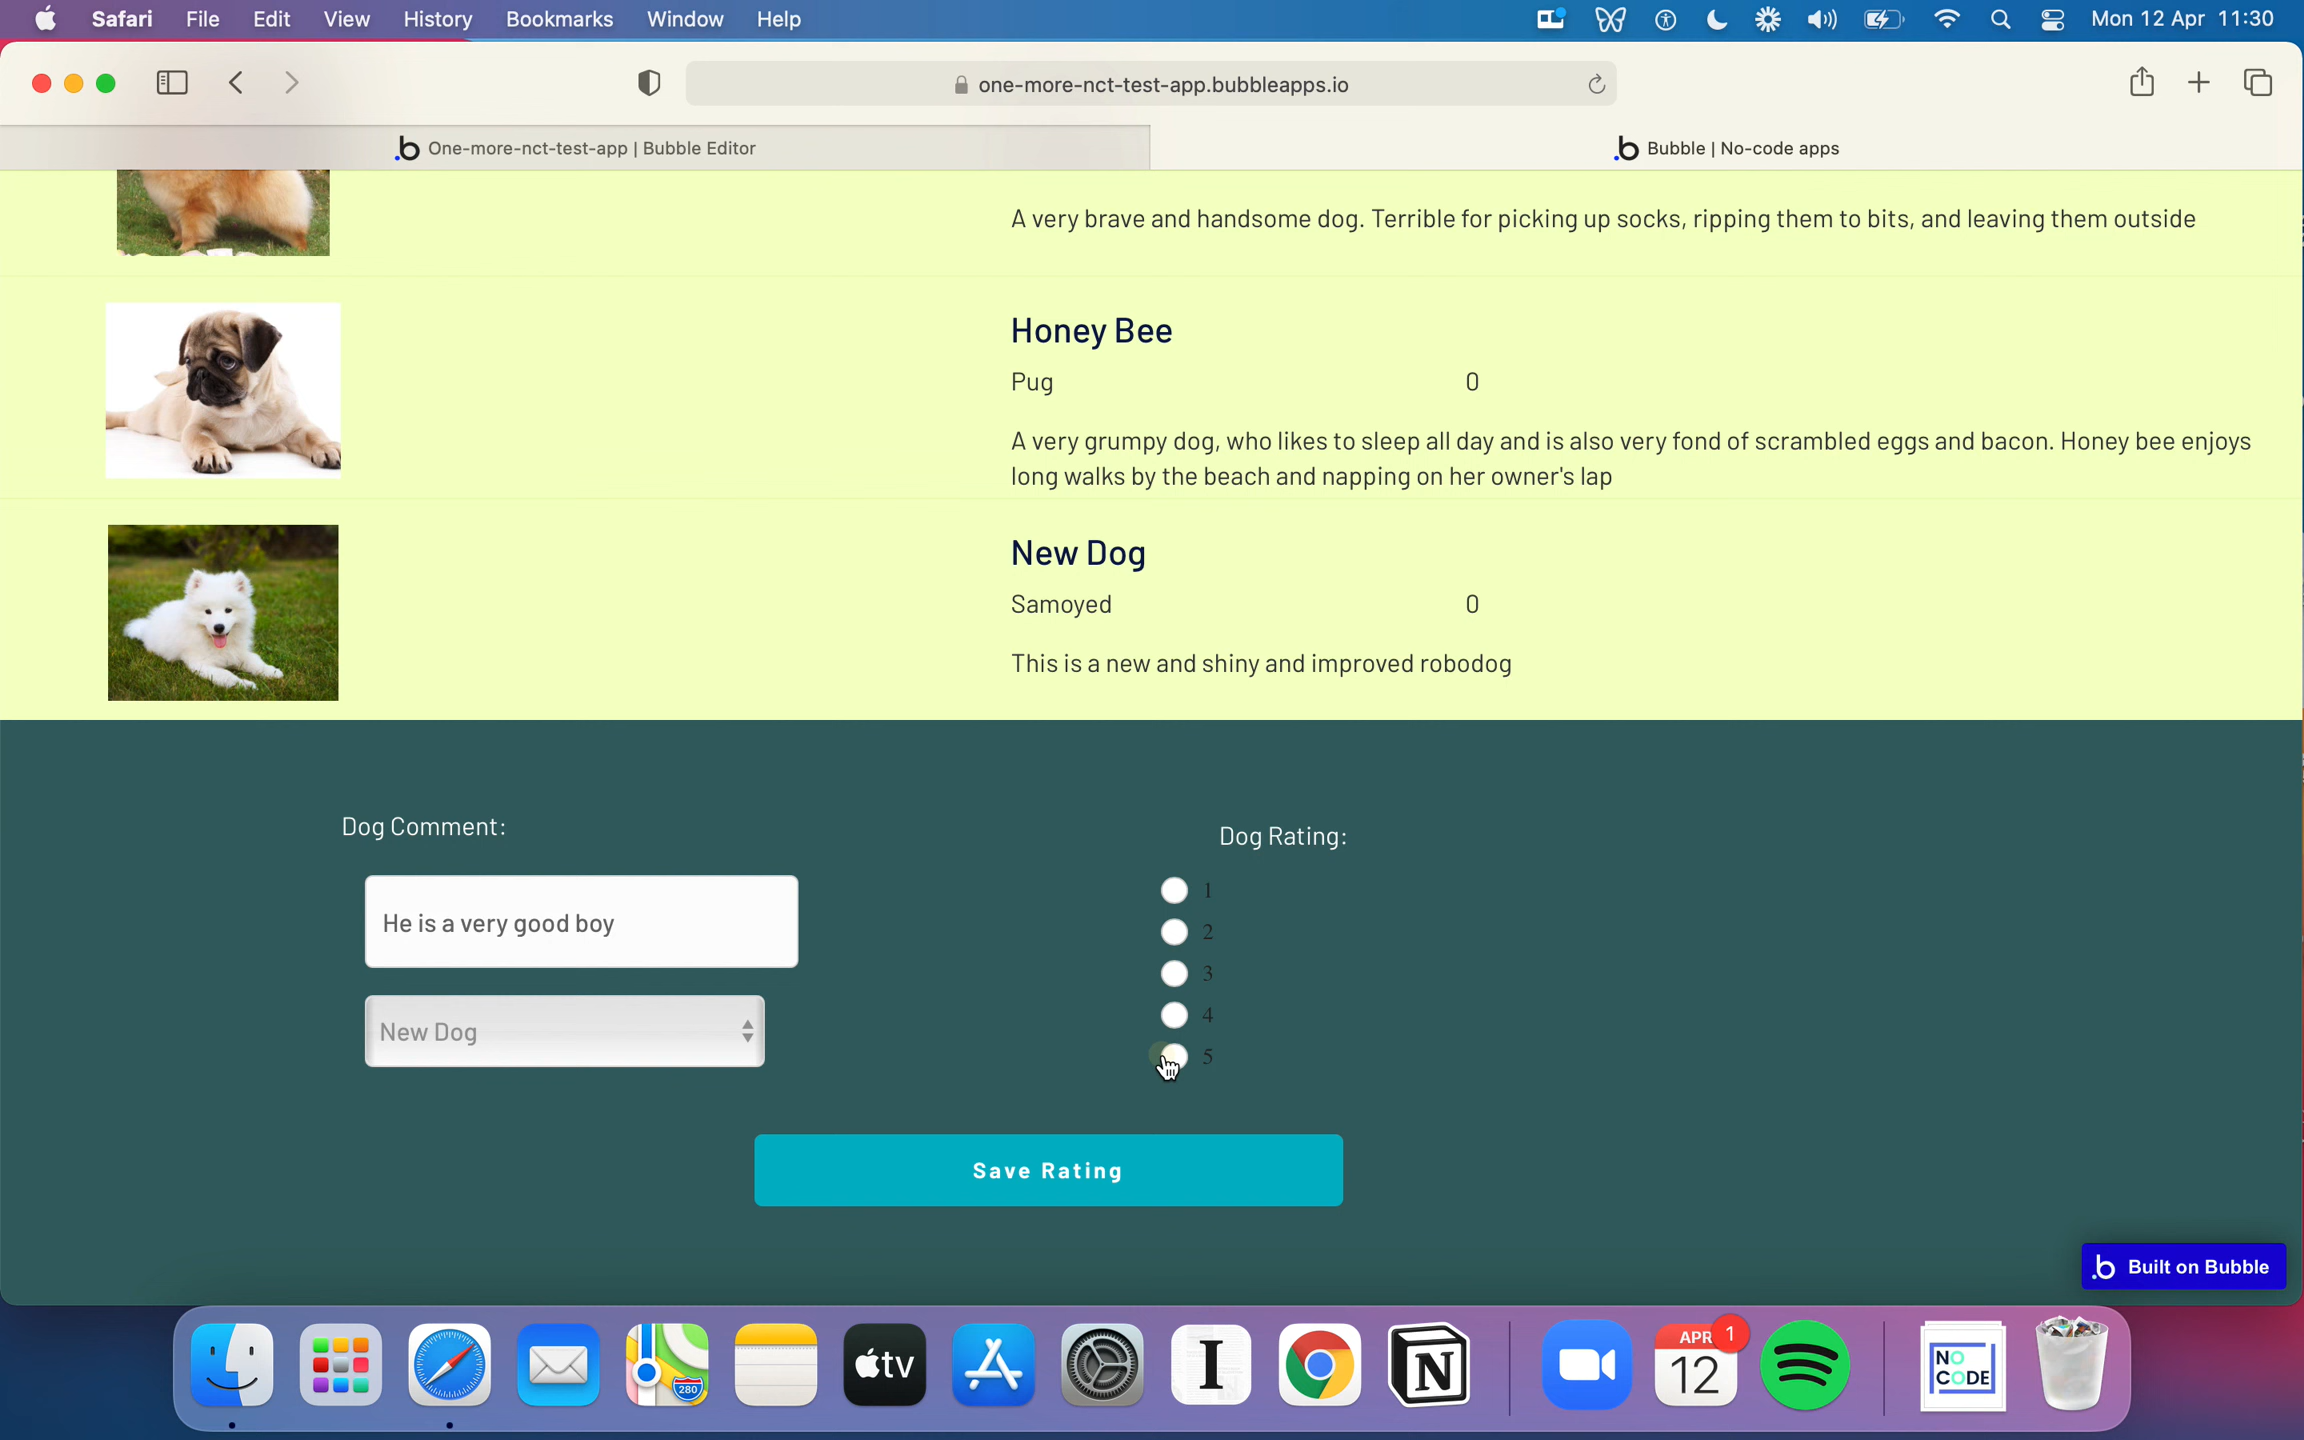 Safari File Edit View History Bookmarks Window Help Mon 12 Apr 11:30
one-more-nct-test-app.bubbleapps.io
One-more-nct-test-app | Bubble Editor
Bubble | No-code apps
A very brave and handsome dog. Terrible for picking up socks, ripping them to bits, and leaving them outside
Honey Bee
Pug 0
A very grumpy dog, who likes to sleep all day and is also very fond of scrambled eggs and bacon. Honey bee enjoys
long walks by the beach and napping on her owner's lap
New Dog
Samoyed 0
This is a new and shiny and improved robodog
Dog Comment:
He is a very good boy
New Dog
Dog Rating:
1
2
3
4
5
Save Rating
.b Built on Bubble
280
tv
I
N
APR 1
12
NO
CODE